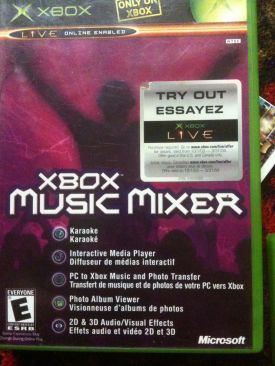 XBOX
ONLY ON
XBOX
LIVE ONLINE ENABLED
TRY OUT
ESSAYEZ
XBOX
LIVE
XBOX
MUSIC MIXER
Karaoke
Karaoké
Interactive Media Player
Diffuseur de médias interactif
PC to Xbox Music and Photo Transfer
Transfert de musique et de photos de votre PC vers Xbox
Photo Album Viewer
Visionneuse d'albums de photos
2D & 3D Audio/Visual Effects
Effets audio et vidéo 2D et 3D
EVERYONE
E
ESRB
Microsoft